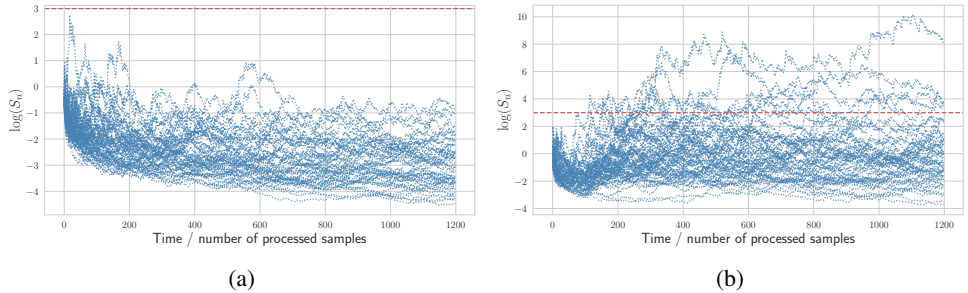 3
2
1
0
−1
−2
−3
−4
log(Sₙ)
0 200 400 600 800 1000 1200
Time / number of processed samples
(a)
10
8
6
4
2
0
−2
−4
log(Sₙ)
0 200 400 600 800 1000 1200
Time / number of processed samples
(b)